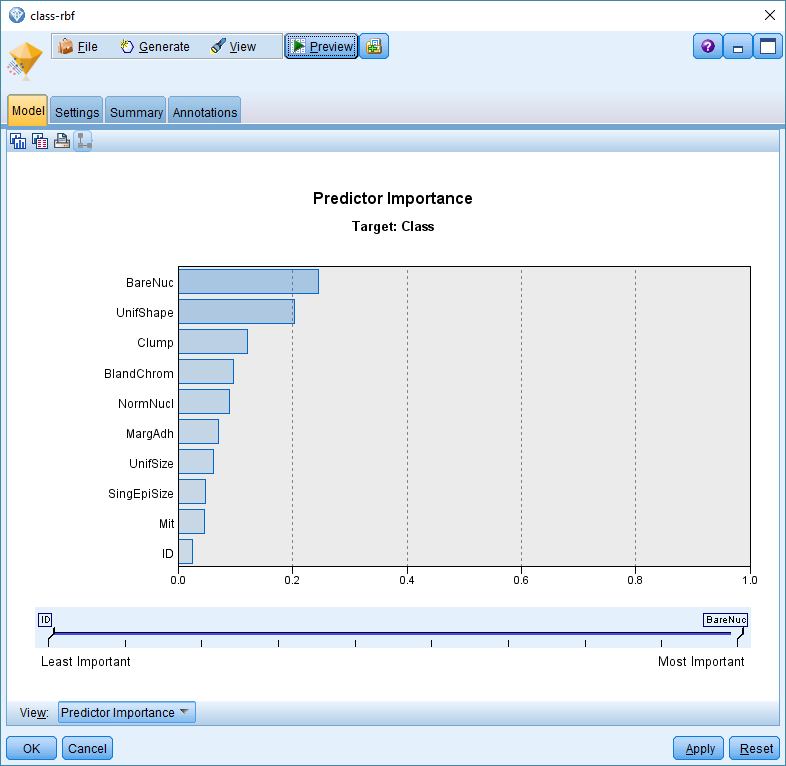 class-rbf
File Generate View Preview
Model Settings Summary Annotations
Predictor Importance
Target: Class
BareNuc
UnifShape
Clump
BlandChrom
NormNucl
MargAdh
UnifSize
SingEpiSize
Mit
ID
0.0 0.2 0.4 0.6 0.8 1.0
ID BareNuc
Least Important Most Important
View: Predictor Importance
OK Cancel Apply Reset